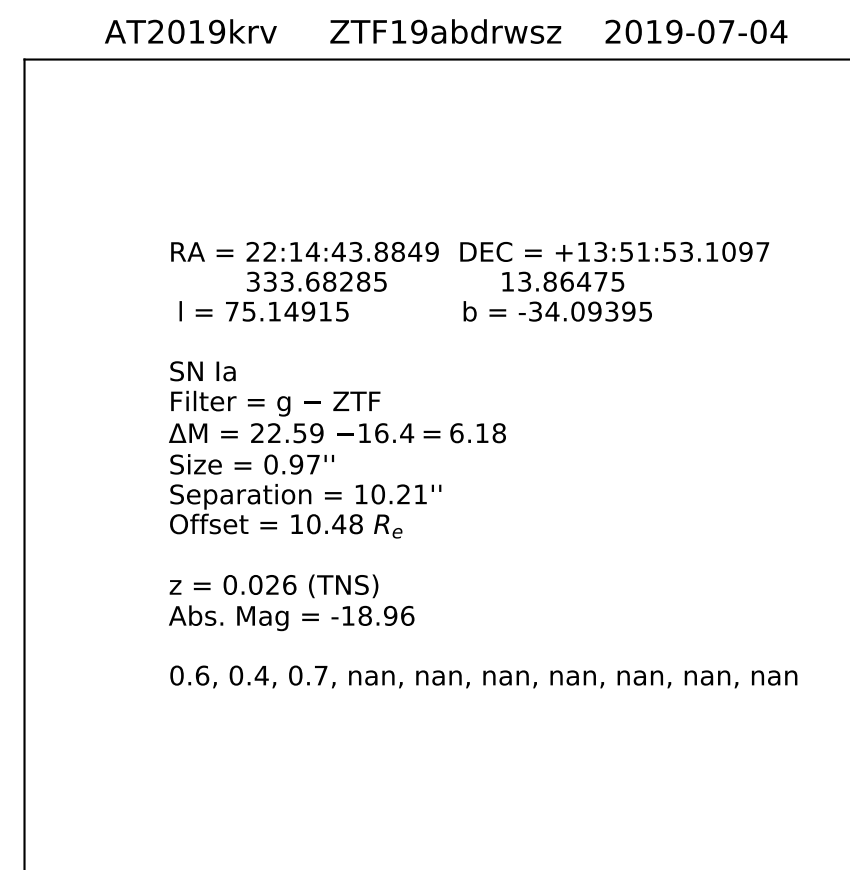 AT2019krv ZTF19abdrwsz 2019-07-04
RA = 22:14:43.8849 DEC = +13:51:53.1097
333.68285 13.86475
l = 75.14915 b = -34.09395
SN Ia
Filter = g − ZTF
ΔM = 22.59 −16.4 = 6.18
Size = 0.97''
Separation = 10.21''
Offset = 10.48 Rₑ
z = 0.026 (TNS)
Abs. Mag = -18.96
0.6, 0.4, 0.7, nan, nan, nan, nan, nan, nan, nan